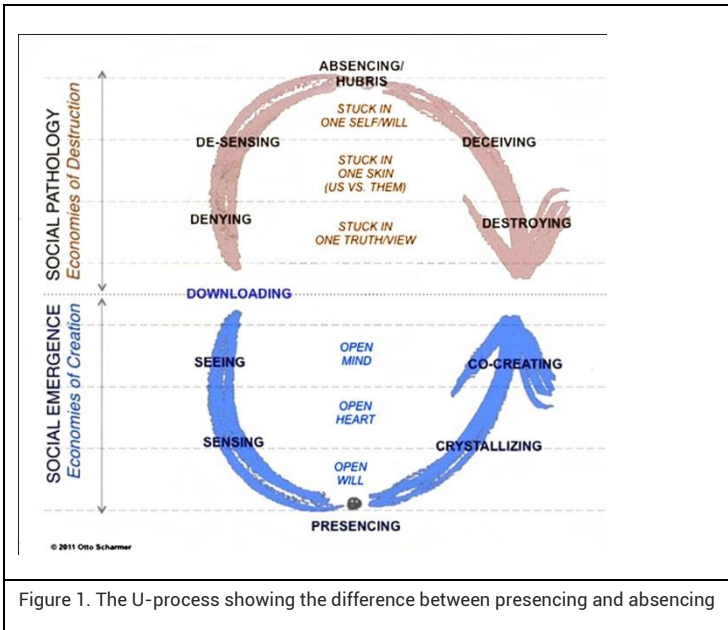 ABSENCING/
HUBRIS
STUCK IN
ONE SELF/WILL
DE-SENSING
DECEIVING
STUCK IN
ONE SKIN
(US VS. THEM)
DENYING
DESTROYING
STUCK IN
ONE TRUTH/VIEW
SOCIAL PATHOLOGY
Economies of Destruction
DOWNLOADING
SOCIAL EMERGENCE
Economies of Creation
OPEN
MIND
SEEING
CO-CREATING
OPEN
HEART
SENSING
CRYSTALLIZING
OPEN
WILL
PRESENCING
© 2011 Otto Scharmer
Figure 1. The U-process showing the difference between presencing and absencing